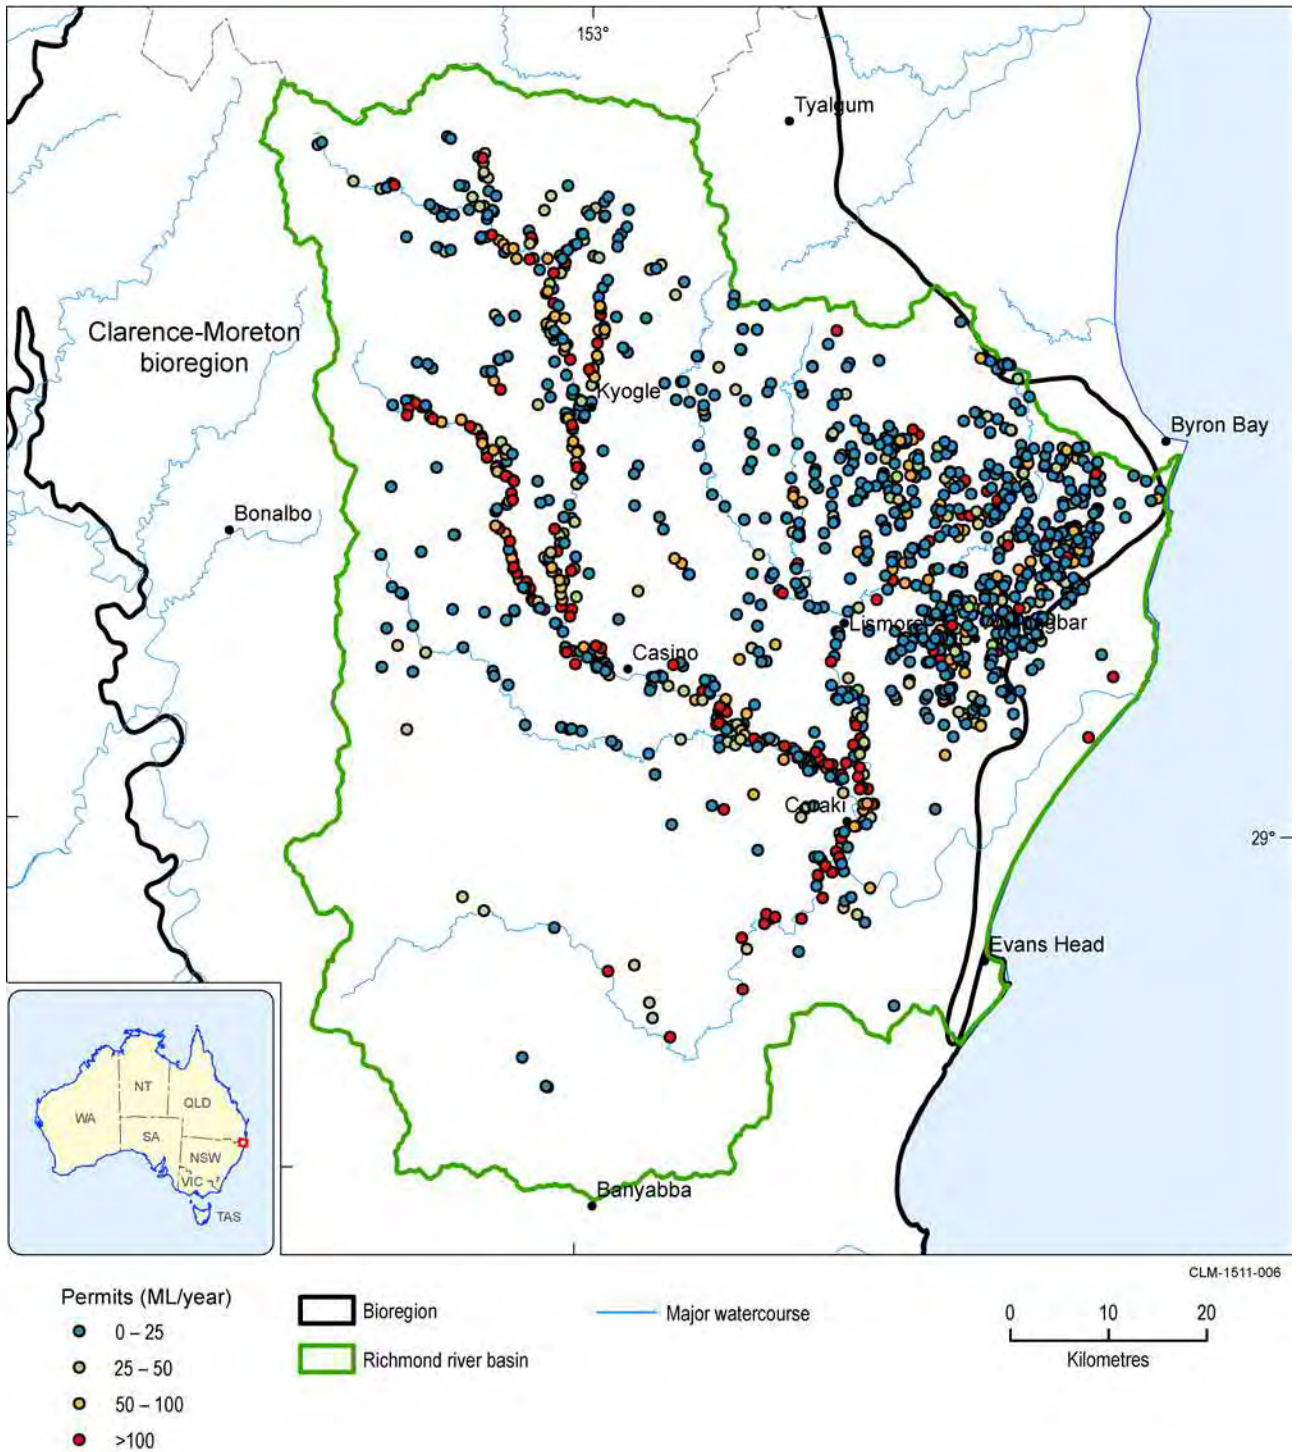 153°
Tyalgum
Clarence-Moreton
bioregion
Kyogle
Byron Bay
Bonalbo
Lismore
Casino
Coraki
29°
Evans Head
Banyabba
WA
NT
QLD
SA
NSW
VIC
TAS
CLM-1511-006
Permits (ML/year)
0 – 25
25 – 50
50 – 100
>100
Bioregion
Richmond river basin
Major watercourse
0 10 20
Kilometres